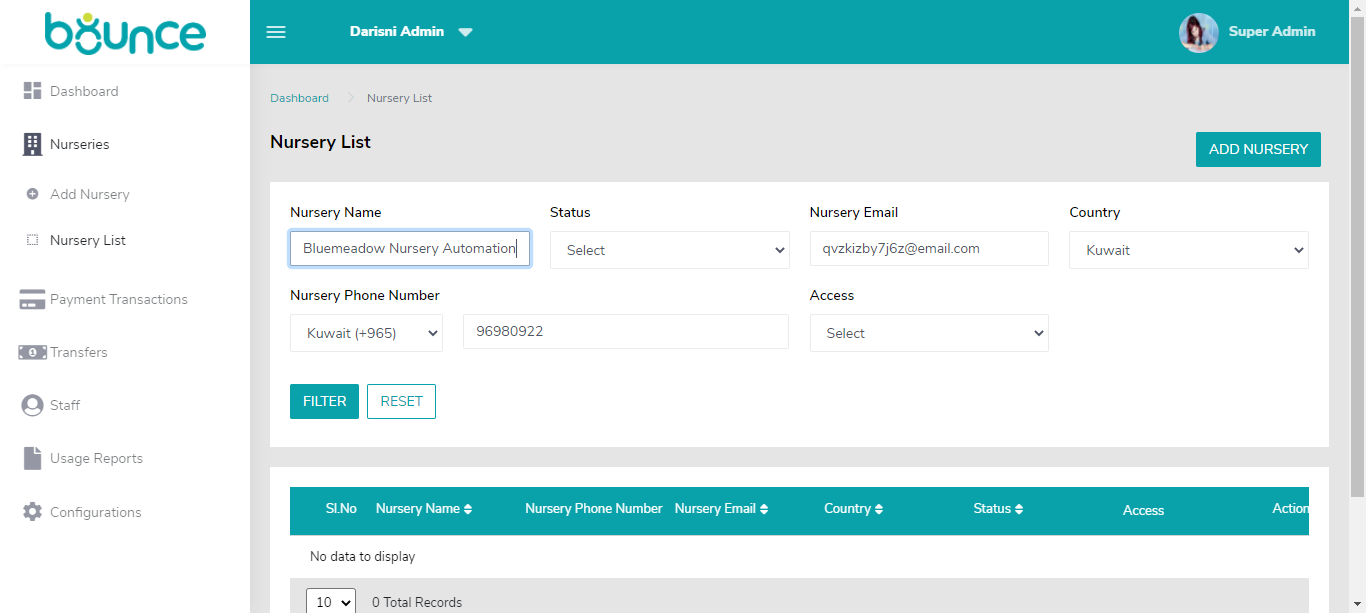 bounce
Darisni Admin
Super Admin
Dashboard
Nurseries
Add Nursery
Nursery List
Payment Transactions
Transfers
Staff
Usage Reports
Configurations
Dashboard Nursery List
Nursery List
ADD NURSERY
Nursery Name Status Nursery Email Country
Bluemeadow Nursery Automation Select qvzkizby7j6z@email.com Kuwait
Nursery Phone Number Access
Kuwait (+965) 96980922 Select
FILTER RESET
Sl.No Nursery Name Nursery Phone Number Nursery Email Country Status Access Action
No data to display
10 0 Total Records